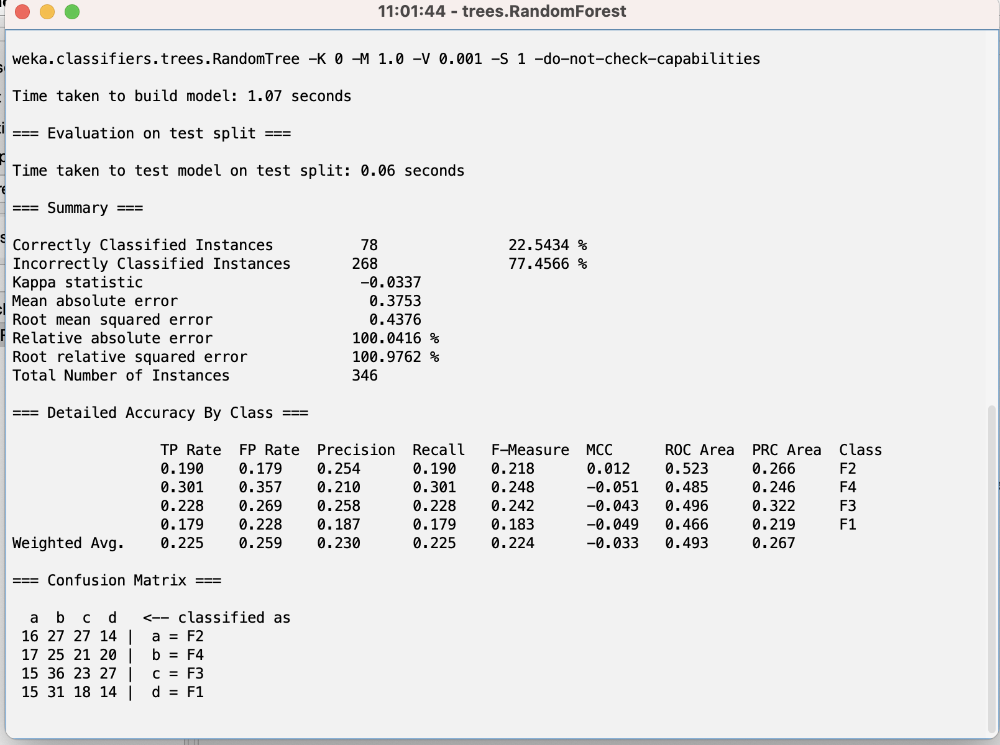 11:01:44 - trees.RandomForest
weka.classifiers.trees.RandomTree -K 0 -M 1.0 -V 0.001 -S 1 -do-not-check-capabilities
Time taken to build model: 1.07 seconds
=== Evaluation on test split ===
Time taken to test model on test split: 0.06 seconds
=== Summary ===
Correctly Classified Instances 78 22.5434 %
Incorrectly Classified Instances 268 77.4566 %
Kappa statistic -0.0337
Mean absolute error 0.3753
Root mean squared error 0.4376
Relative absolute error 100.0416 %
Root relative squared error 100.9762 %
Total Number of Instances 346
=== Detailed Accuracy By Class ===
TP Rate FP Rate Precision Recall F-Measure MCC ROC Area PRC Area Class
0.190 0.179 0.254 0.190 0.218 0.012 0.523 0.266 F2
0.301 0.357 0.210 0.301 0.248 -0.051 0.485 0.246 F4
0.228 0.269 0.258 0.228 0.242 -0.043 0.496 0.322 F3
0.179 0.228 0.187 0.179 0.183 -0.049 0.466 0.219 F1
Weighted Avg. 0.225 0.259 0.230 0.225 0.224 -0.033 0.493 0.267
=== Confusion Matrix ===
a b c d <-- classified as
16 27 27 14 | a = F2
17 25 21 20 | b = F4
15 36 23 27 | c = F3
15 31 18 14 | d = F1